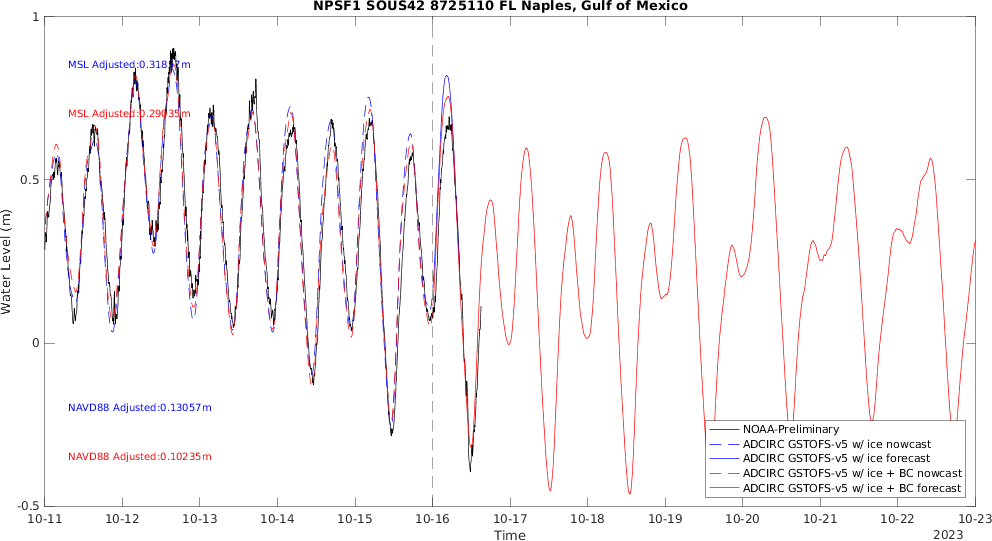 NPSF1 SOUS42 8725110 FL Naples, Gulf of Mexico
1
MSL Adjusted:0.318 7m
MSL Adjusted:0.29035m
0.5
Water Level (m)
0
NAVD88 Adjusted:0.13057m
NAVD88 Adjusted:0.10235m
NOAA-Preliminary
ADCIRC GSTOFS-v5 w/ ice nowcast
ADCIRC GSTOFS-v5 w/ ice forecast
ADCIRC GSTOFS-v5 w/ ice + BC nowcast
ADCIRC GSTOFS-v5 w/ ice + BC forecast
-0.5
10-11 10-12 10-13 10-14 10-15 10-16 10-17 10-18 10-19 10-20 10-21 10-22 10-23
Time
2023